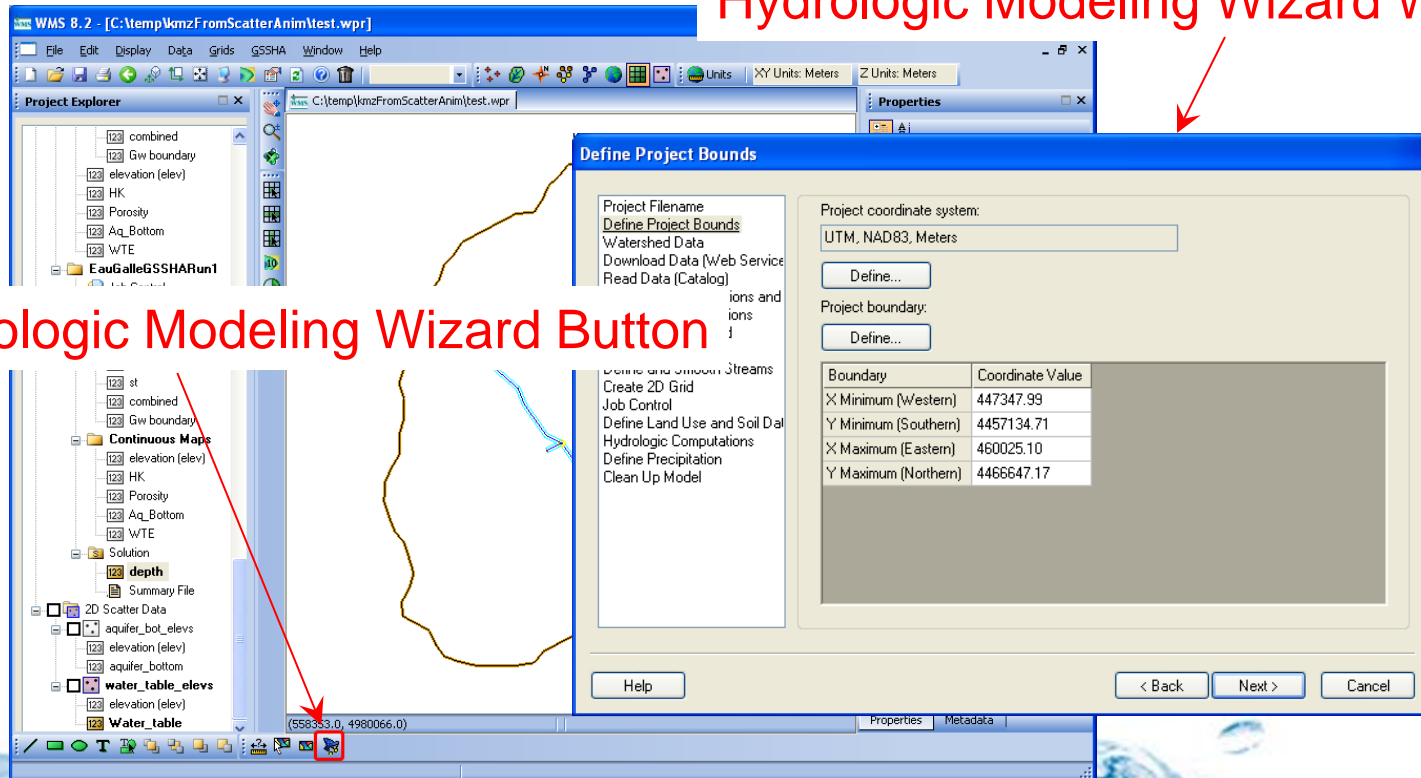 Hydrologic Modeling Wizard W
WMS 8.2 - [C:\temp\kmzFromScatterAnim\test.wpr]
File Edit Display Data Grids GSSHA Window Help
Units XY Units: Meters Z Units: Meters
Project Explorer
C:\temp\kmzFromScatterAnim\test.wpr
Properties
combined
Gw boundary
elevation (elev)
HK
Porosity
Aq_Bottom
WTE
EauGalleGSSHARun1
ologic Modeling Wizard Button
st
combined
Gw boundary
Continuous Maps
elevation (elev)
HK
Porosity
Aq_Bottom
WTE
Solution
depth
Summary File
2D Scatter Data
aquifer_bot_elevs
elevation (elev)
aquifer_bottom
water_table_elevs
elevation (elev)
Water_table
(558353.0, 4980066.0)
Properties Metadata
Define Project Bounds
Project Filename
Define Project Bounds
Watershed Data
Download Data (Web Service
Read Data (Catalog)
ions and
ions
Define and Smooth Streams
Create 2D Grid
Job Control
Define Land Use and Soil Dat
Hydrologic Computations
Define Precipitation
Clean Up Model
Project coordinate system:
UTM, NAD83, Meters
Define...
Project boundary:
Define...
Boundary Coordinate Value
X Minimum (Western) 447347.99
Y Minimum (Southern) 4457134.71
X Maximum (Eastern) 460025.10
Y Maximum (Northern) 4466647.17
Help
< Back Next > Cancel